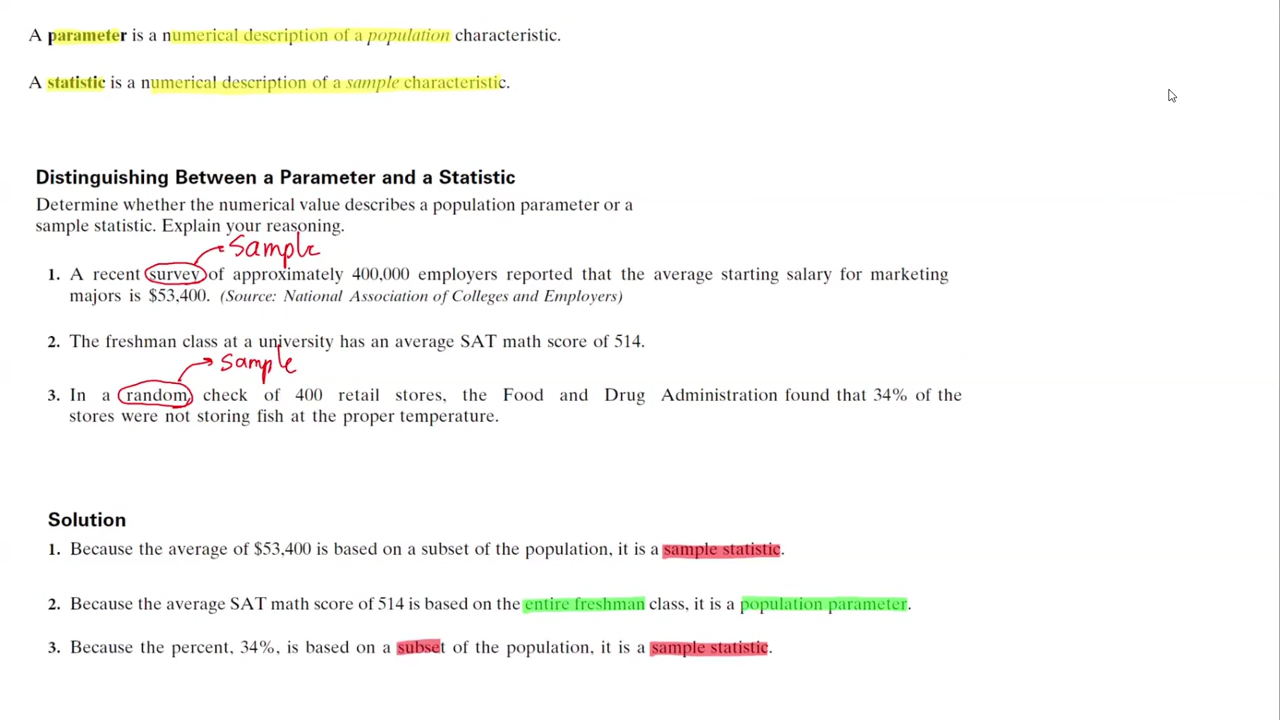 A parameter is a numerical description of a population characteristic.
A statistic is a numerical description of a sample characteristic.
Distinguishing Between a Parameter and a Statistic
Determine whether the numerical value describes a population parameter or a
sample statistic. Explain your reasoning.
Sample
1. A recent survey of approximately 400,000 employers reported that the average starting salary for marketing
majors is $53,400. (Source: National Association of Colleges and Employers)
2. The freshman class at a university has an average SAT math score of 514.
Sample
3. In a random check of 400 retail stores, the Food and Drug Administration found that 34% of the
stores were not storing fish at the proper temperature.
Solution
1. Because the average of $53,400 is based on a subset of the population, it is a sample statistic.
2. Because the average SAT math score of 514 is based on the entire freshman class, it is a population parameter.
3. Because the percent, 34%, is based on a subset of the population, it is a sample statistic.